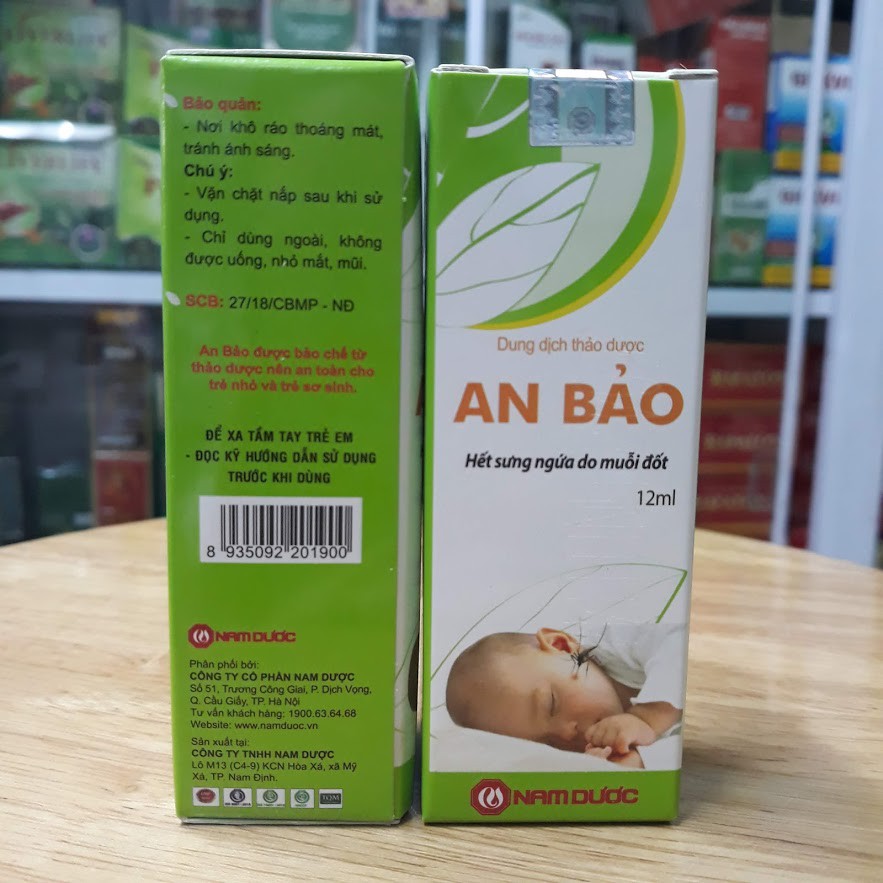 Bảo quản:
- Nơi khô ráo thoáng mát,
tránh ánh sáng.
Chú ý:
- Vặn chặt nắp sau khi sử
dụng.
- Chỉ dùng ngoài, không
được uống, nhỏ mắt, mũi.
SCB: 27/18/CBMP - NĐ
An Bảo được bào chế từ
thảo dược nên an toàn cho
trẻ nhỏ và trẻ sơ sinh.
ĐỂ XA TẦM TAY TRẺ EM
- ĐỌC KỸ HƯỚNG DẪN SỬ DỤNG
TRƯỚC KHI DÙNG
8 935092 201900
NAM DƯỢC
Phân phối bởi:
CÔNG TY CỔ PHẦN NAM DƯỢC
Số 51, Trương Công Giai, P. Dịch Vọng,
Q. Cầu Giấy, TP. Hà Nội
Tư vấn khách hàng: 1900.63.64.68
Website: www.namduoc.vn
Sản xuất tại:
CÔNG TY TNHH NAM DƯỢC
Lô M13 (C4-9) KCN Hòa Xá, xã Mỹ
Xá, TP. Nam Định.
Dung dịch thảo dược
AN BẢO
Hết sưng ngứa do muỗi đốt
12ml
NAM DƯỢC